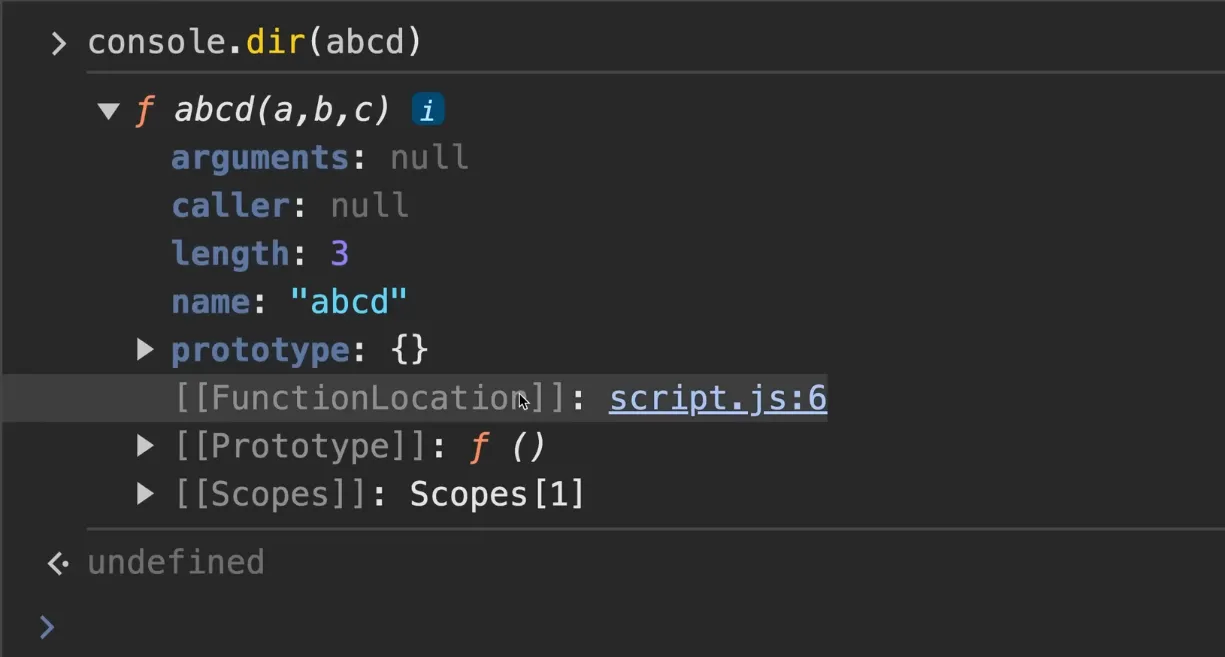 > console.dir(abcd)
▼ ƒ abcd(a,b,c) i
arguments: null
caller: null
length: 3
name: "abcd"
▶ prototype: {}
[[FunctionLocation]]: script.js:6
▶ [[Prototype]]: ƒ ()
▶ [[Scopes]]: Scopes[1]
undefined
>